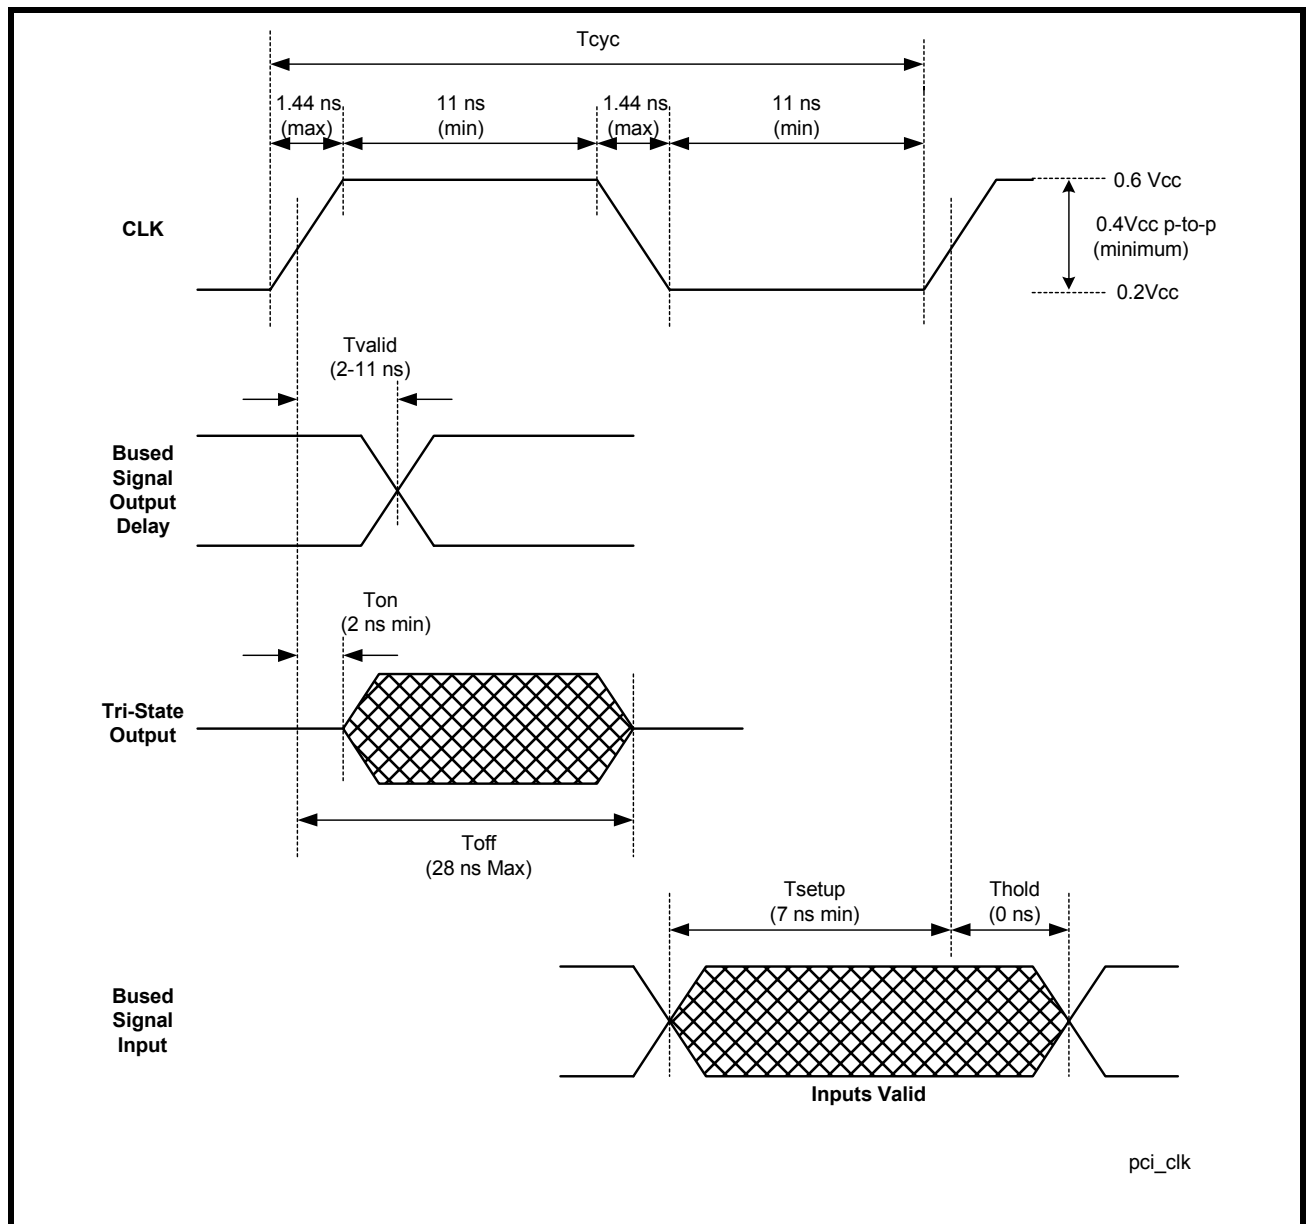 Tcyc
1.44 ns
(max)
11 ns
(min)
1.44 ns
(max)
11 ns
(min)
CLK
0.6 Vcc
0.4Vcc p-to-p
(minimum)
0.2Vcc
Tvalid
(2-11 ns)
Bused
Signal
Output
Delay
Ton
(2 ns min)
Tri-State
Output
Toff
(28 ns Max)
Tsetup
(7 ns min)
Thold
(0 ns)
Bused
Signal
Input
Inputs Valid
pci_clk